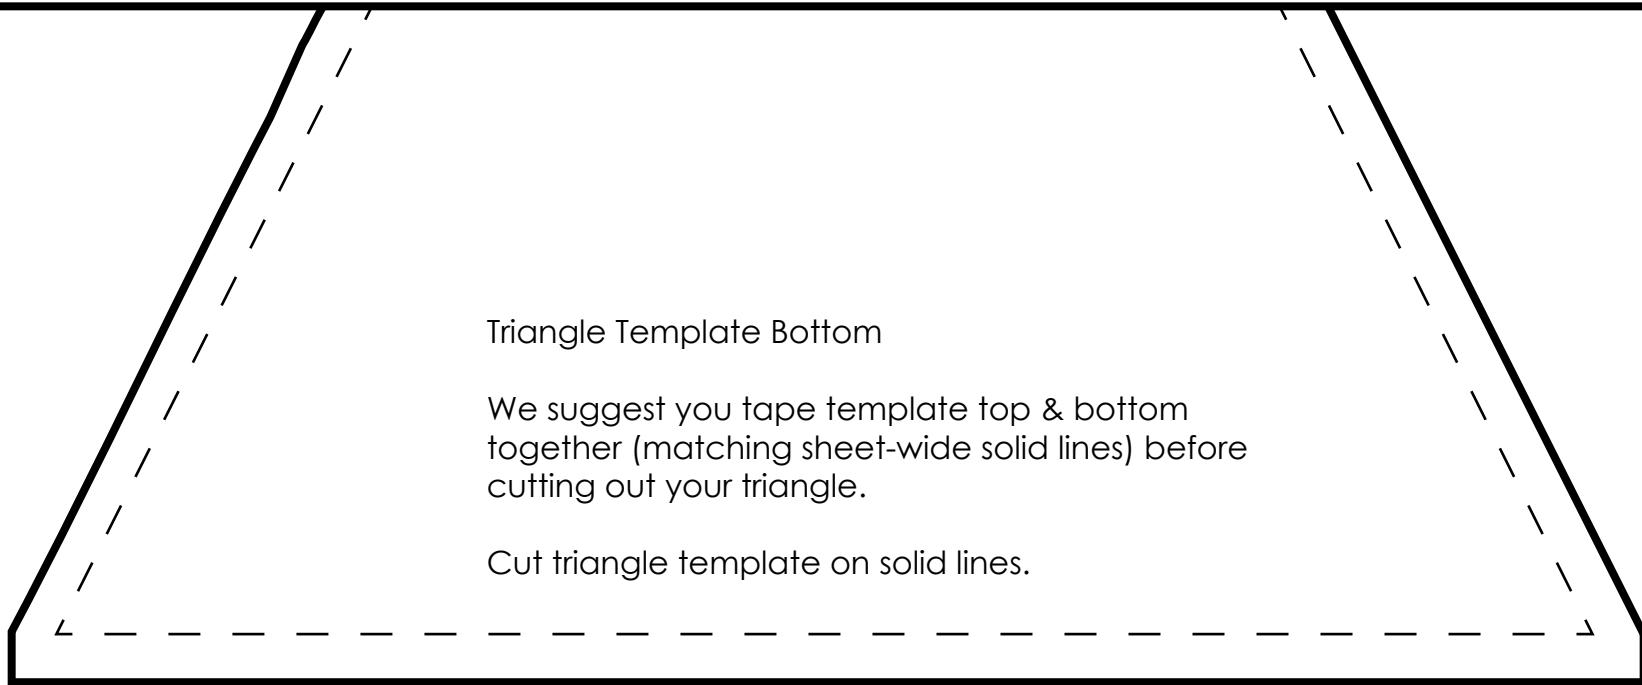 Triangle Template Bottom
We suggest you tape template top & bottom
together (matching sheet-wide solid lines) before
cutting out your triangle.
Cut triangle template on solid lines.